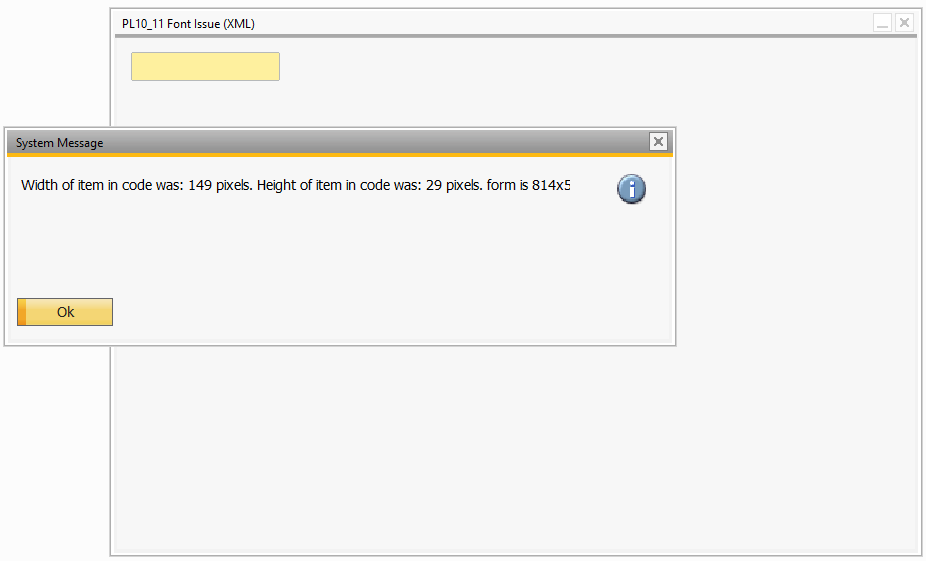 PL10_11 Font Issue (XML)
System Message
Width of item in code was: 149 pixels. Height of item in code was: 29 pixels. form is 814x5
Ok